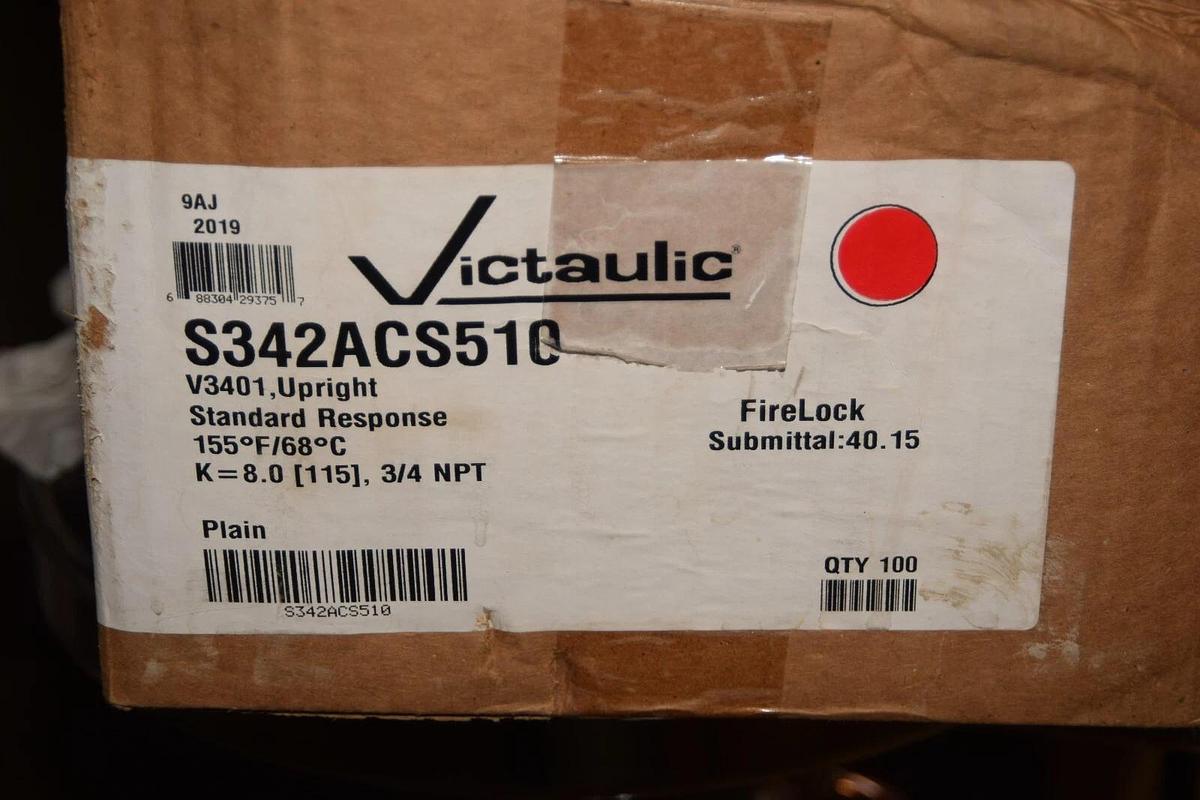 9AJ
2019
6 88304 29375 7
Victaulic®
S342ACS510
V3401,Upright
Standard Response
155°F/68°C
K=8.0 [115], 3/4 NPT
FireLock
Submittal:40.15
Plain
S342ACS510
QTY 100